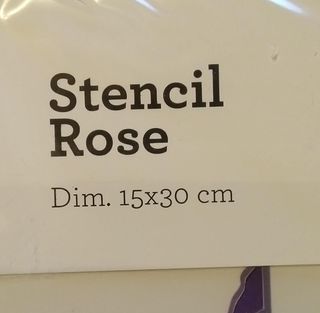 Stencil
Rose
Dim. 15x30 cm